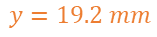 y = 19.2 mm